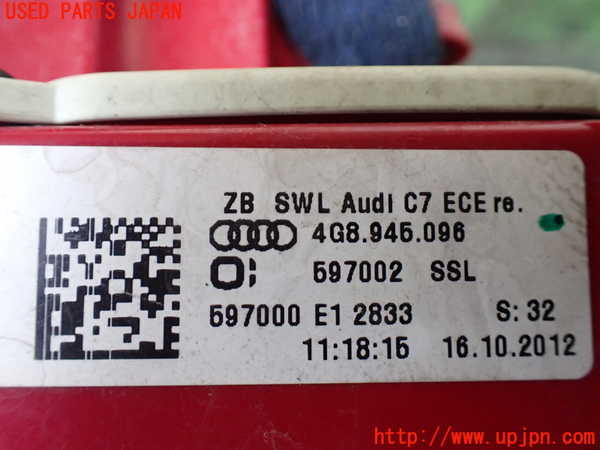 USED PARTS JAPAN
ZB SWL Audi C7 ECE re.
4G8.945.096
597002 SSL
597000 E1 2833 S: 32
11:18:15 16.10.2012
http://www.upjpn.com/